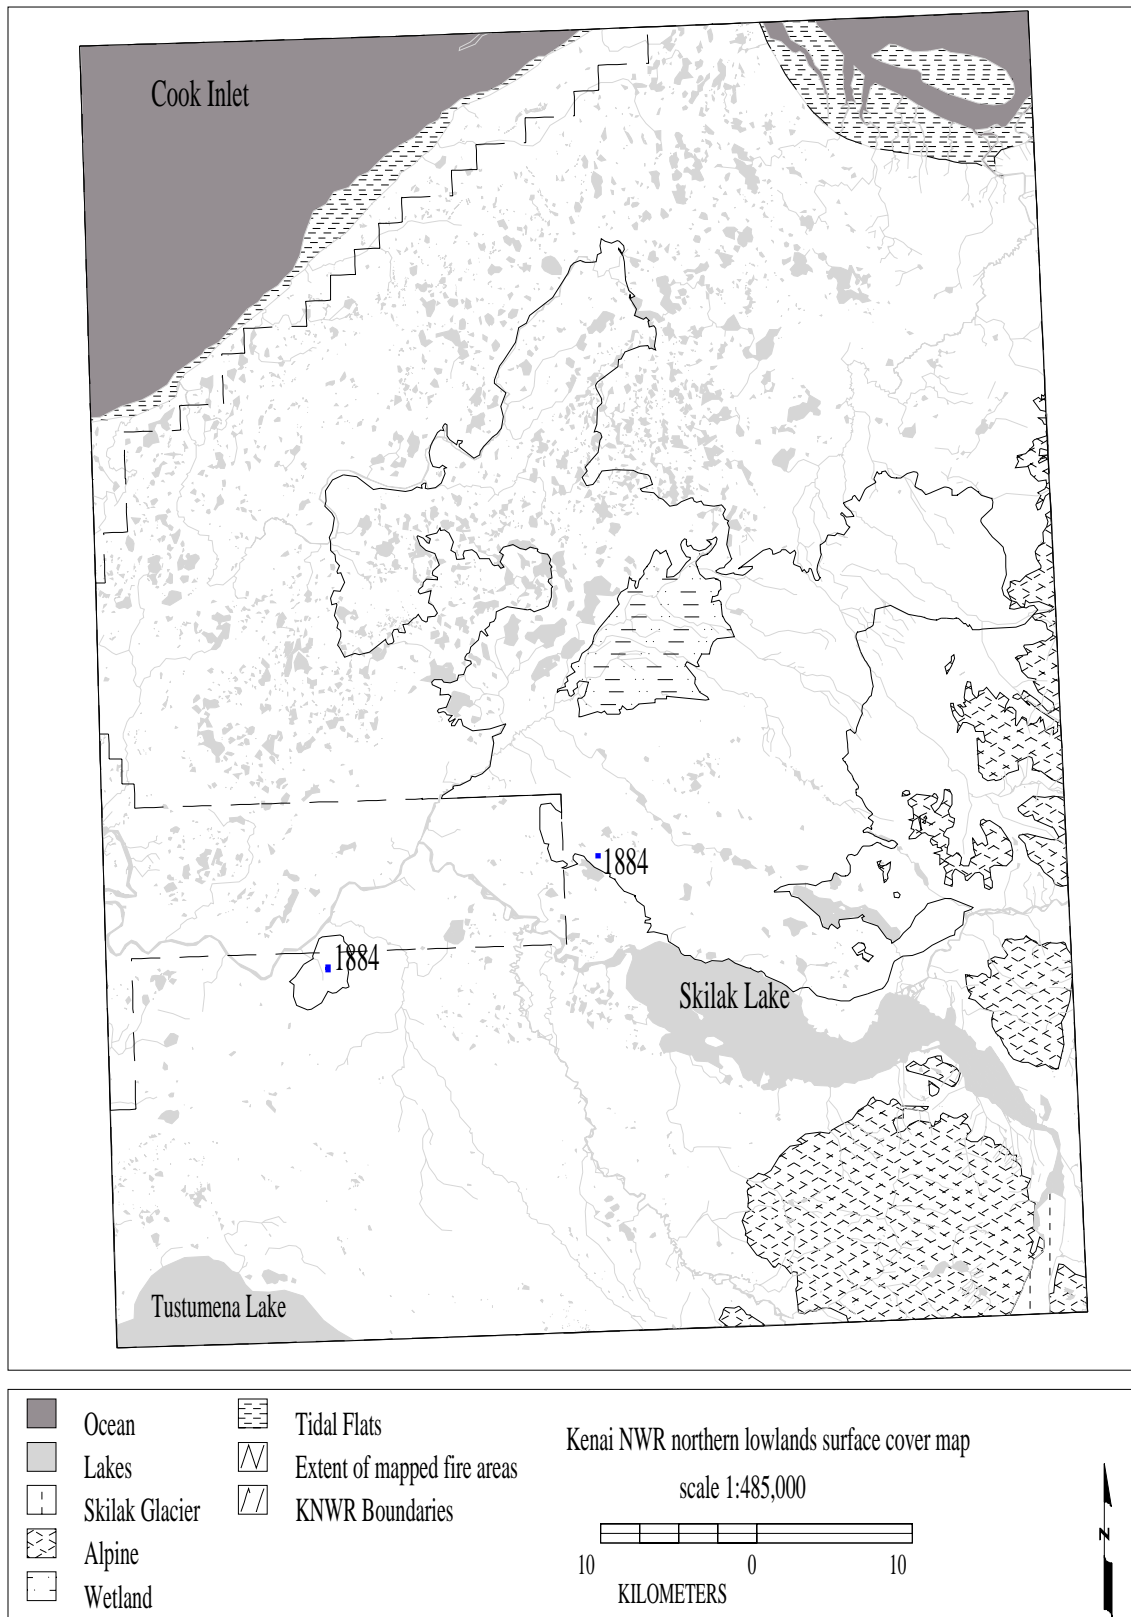 Cook Inlet
1884
1884
Skilak Lake
Tustumena Lake
Ocean
Lakes
Skilak Glacier
Alpine
Wetland
Tidal Flats
Extent of mapped fire areas
KNWR Boundaries
Kenai NWR northern lowlands surface cover map
scale 1:485,000
10 0 10
KILOMETERS
N